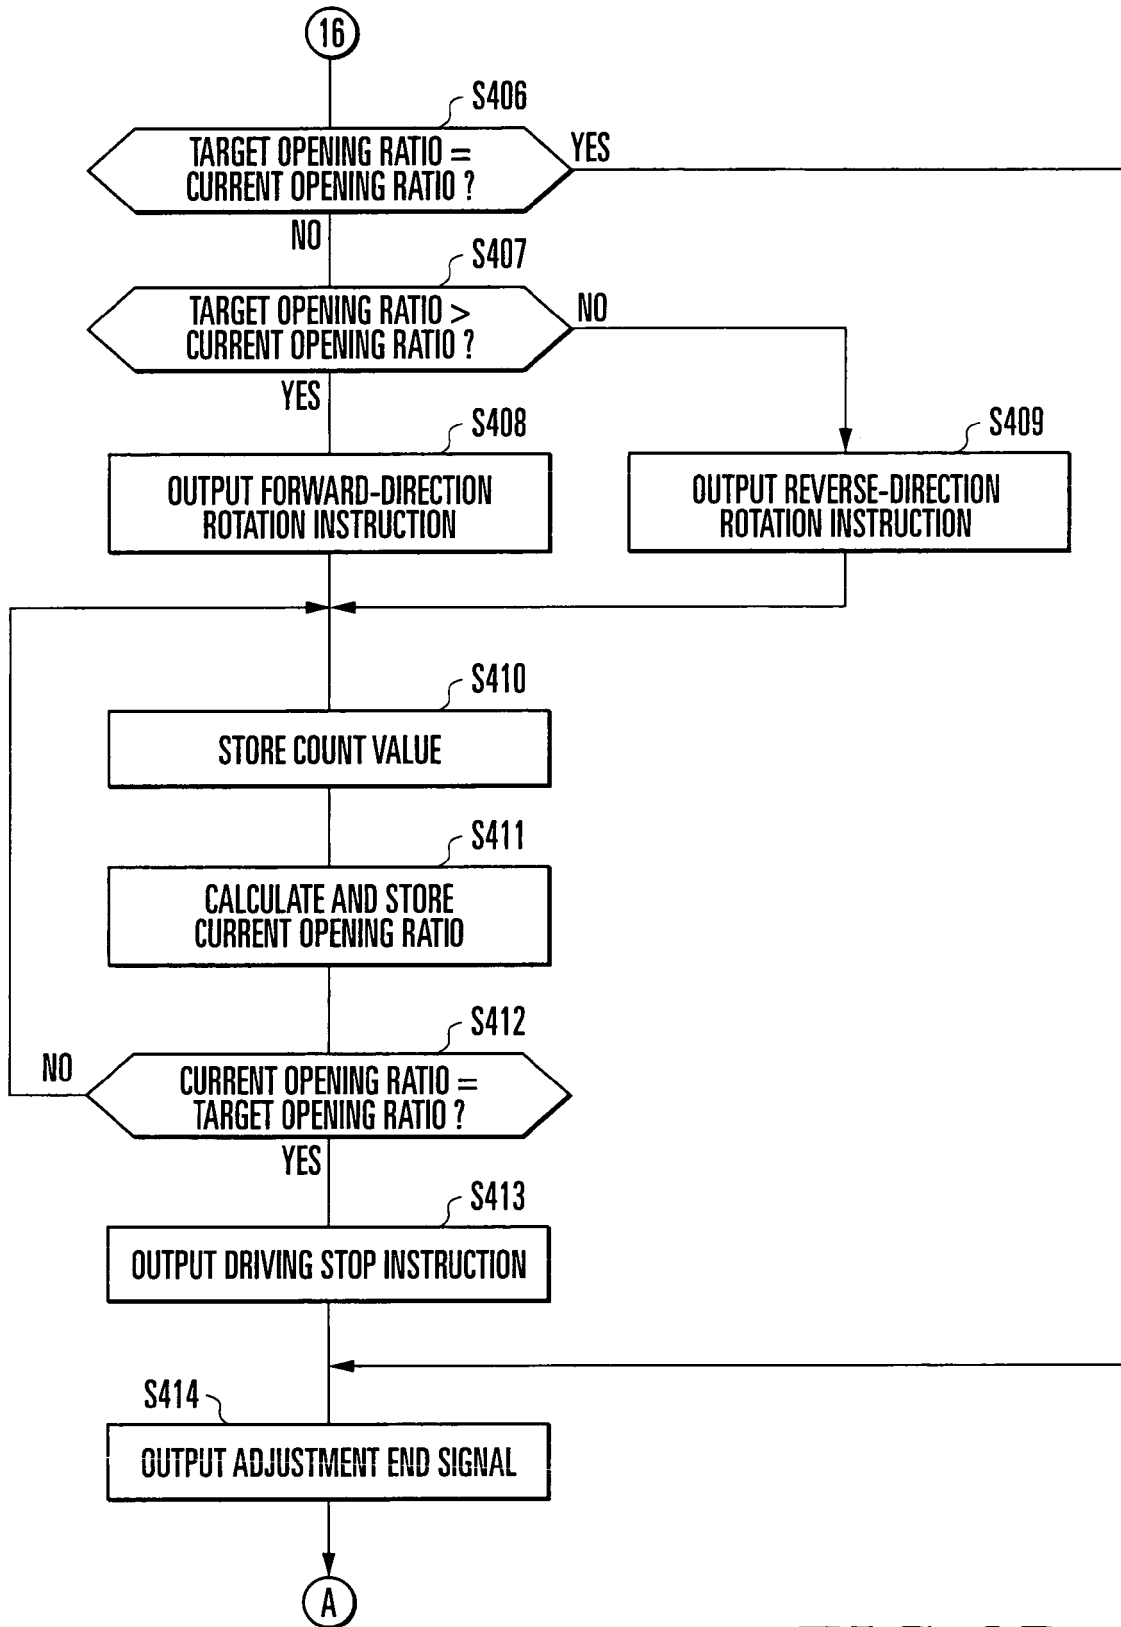 16
S406
TARGET OPENING RATIO =
CURRENT OPENING RATIO ?
YES
NO
S407
TARGET OPENING RATIO >
CURRENT OPENING RATIO ?
NO
YES
S408
OUTPUT FORWARD-DIRECTION
ROTATION INSTRUCTION
S409
OUTPUT REVERSE-DIRECTION
ROTATION INSTRUCTION
S410
STORE COUNT VALUE
S411
CALCULATE AND STORE
CURRENT OPENING RATIO
S412
NO
CURRENT OPENING RATIO =
TARGET OPENING RATIO ?
YES
S413
OUTPUT DRIVING STOP INSTRUCTION
S414
OUTPUT ADJUSTMENT END SIGNAL
A